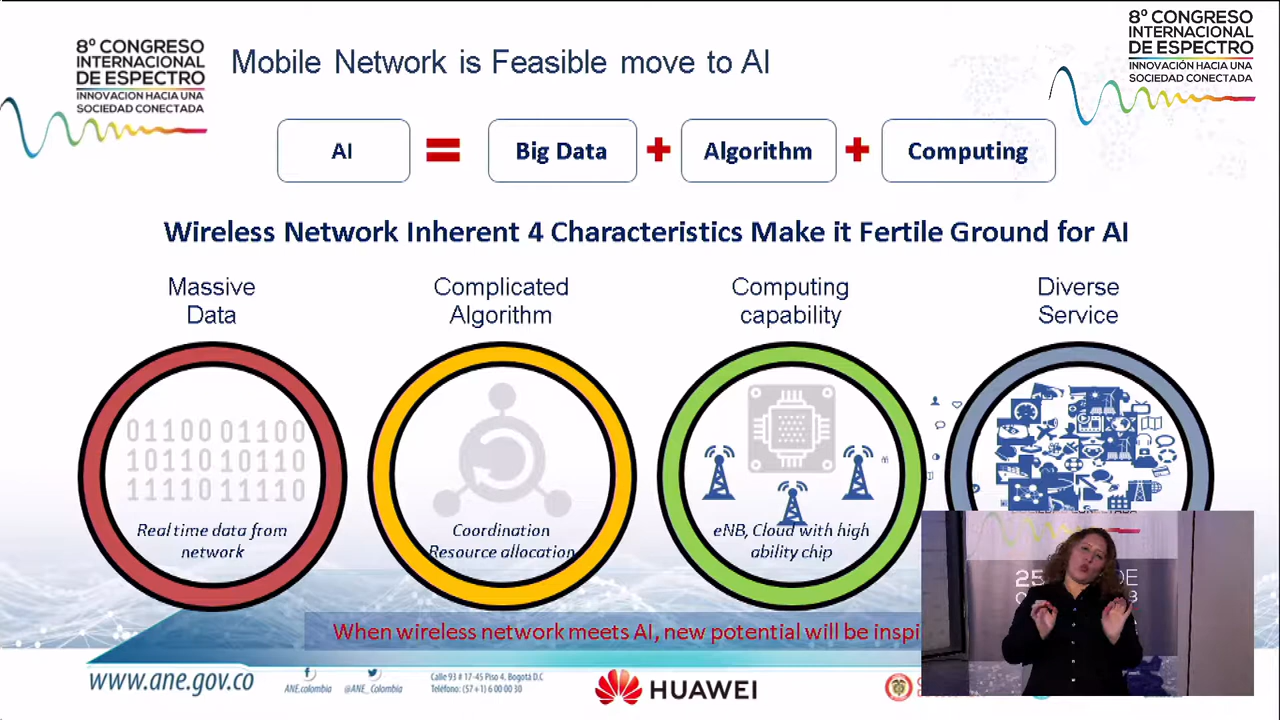 8º CONGRESO
INTERNACIONAL
DE ESPECTRO
INNOVACION HACIA UNA
SOCIEDAD CONECTADA
Mobile Network is Feasible move to AI
8º CONGRESO
INTERNACIONAL
DE ESPECTRO
INNOVACIÓN HACIA UNA
SOCIEDAD CONECTADA
AI = Big Data + Algorithm + Computing
Wireless Network Inherent 4 Characteristics Make it Fertile Ground for AI
Massive
Data
Complicated
Algorithm
Computing
capability
Diverse
Service
01100 01100
10110 10110
11110 11110
Real time data from
network
Coordination
Resource allocation
eNB, Cloud with high
ability chip
When wireless network meets AI, new potential will be inspi
www.ane.gov.co
ANE.colombia
@ANE_Colombia
Calle 93 # 17-45 Piso 4. Bogotá D.C
Teléfono: (57+1) 6 00 00 30
HUAWEI
25
DE